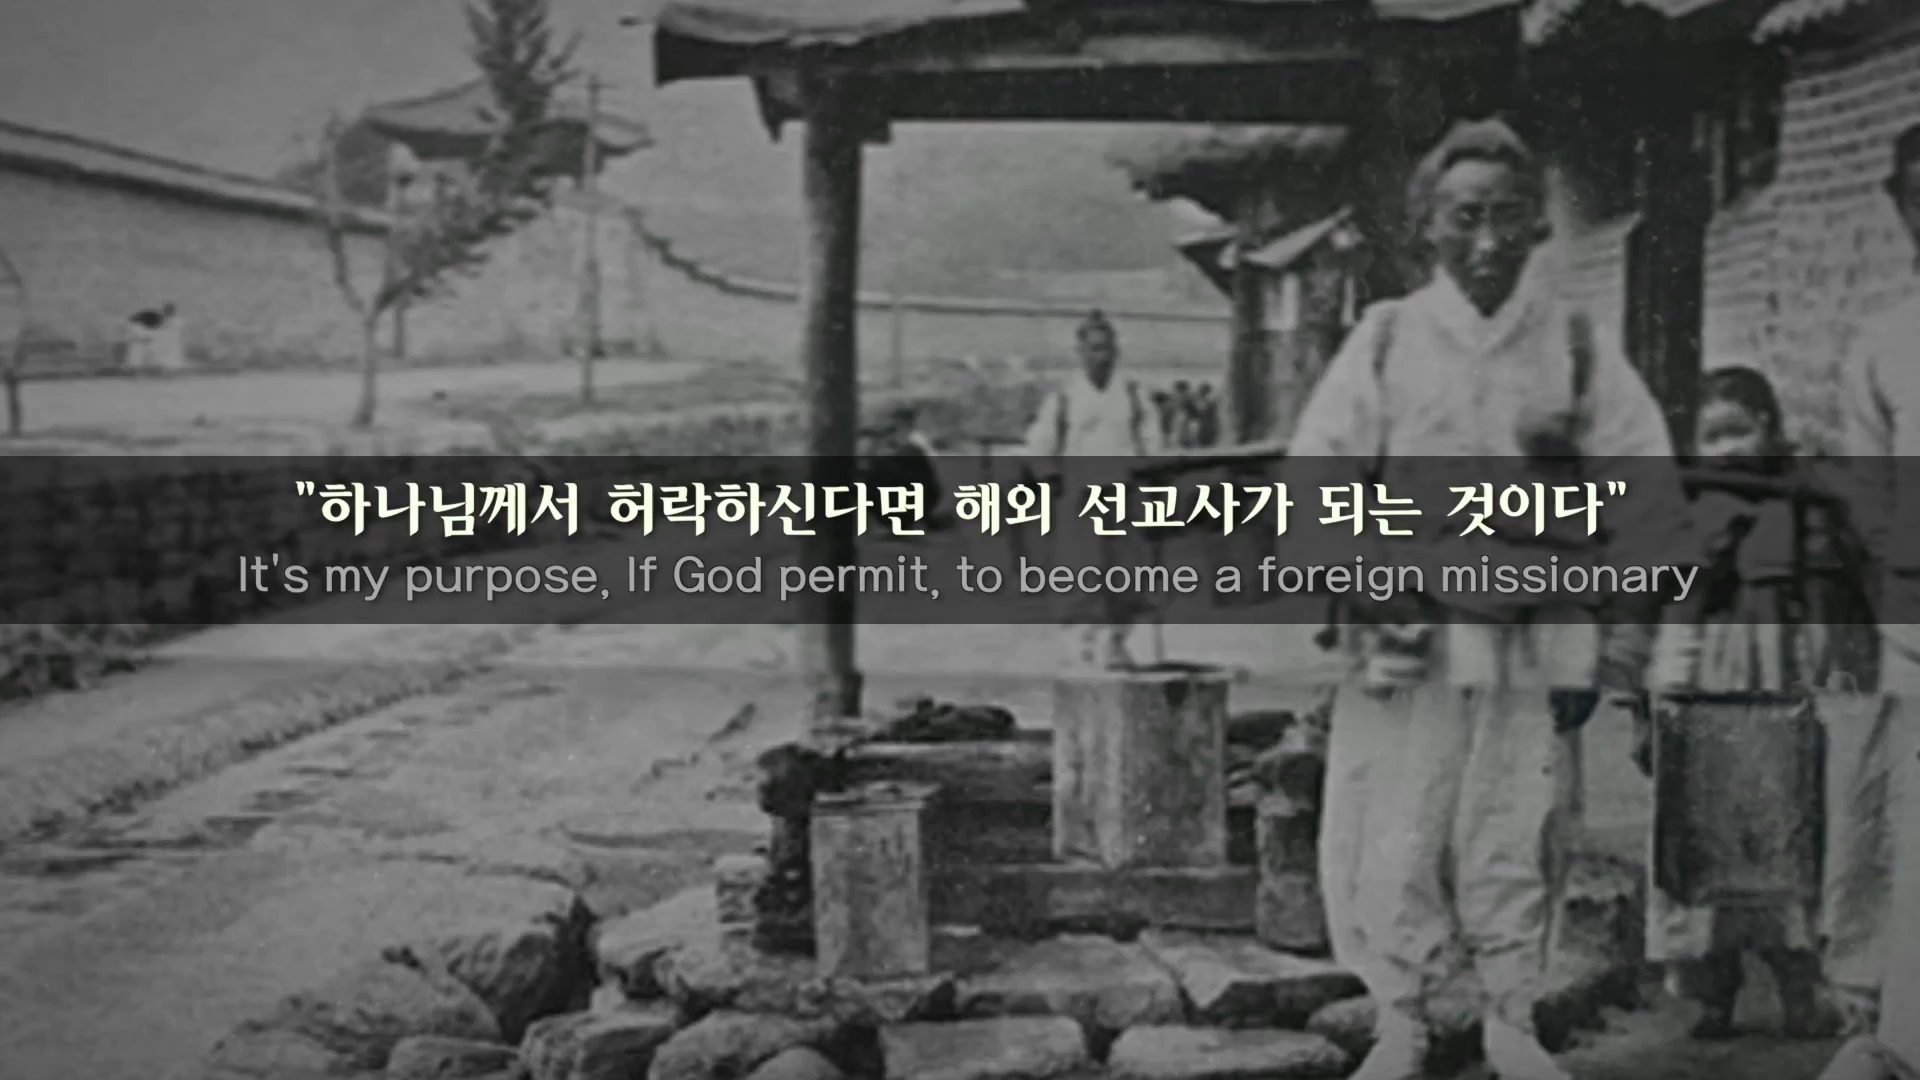 "하나님께서 허락하신다면 해외 선교사가 되는 것이다"
It's my purpose, If God permit, to become a foreign missionary